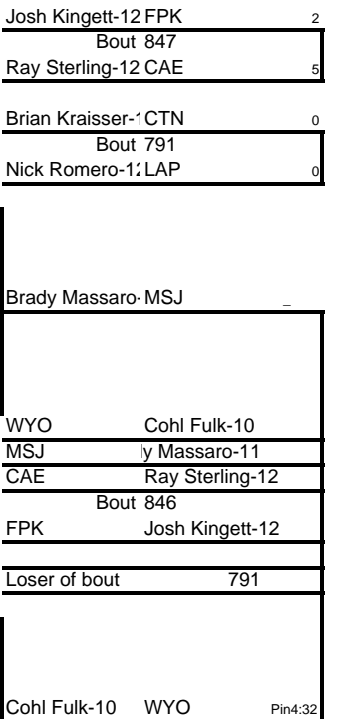 Josh Kingett-12 FPK 2
Bout 847
Ray Sterling-12 CAE 5
Brian Kraisser- CTN 0
Bout 791
Nick Romero-12 LAP 0
Brady Massaro- MSJ _
WYO Cohl Fulk-10
MSJ y Massaro-11
CAE Ray Sterling-12
Bout 846
FPK Josh Kingett-12
Loser of bout 791
Cohl Fulk-10 WYO Pin4:32